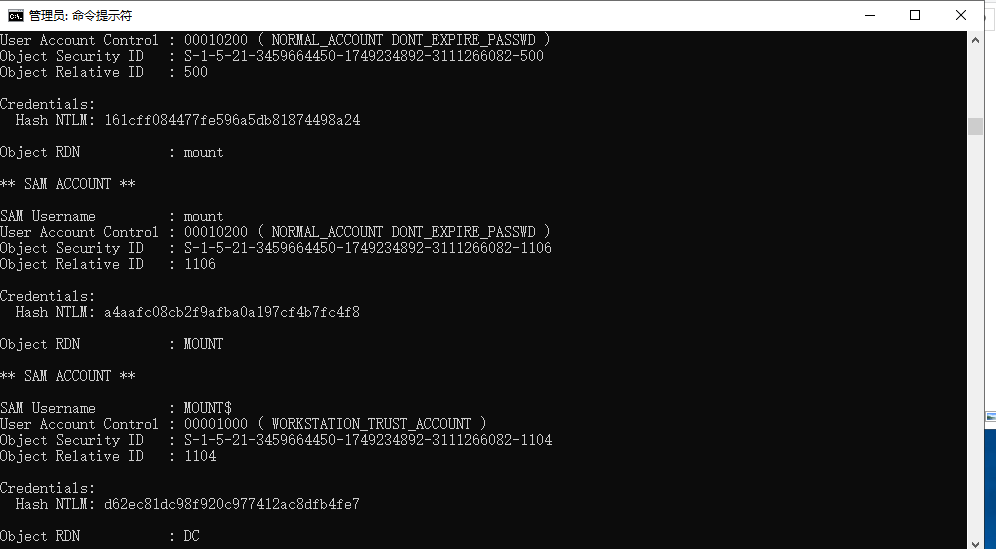 管理员: 命令提示符
User Account Control : 00010200 ( NORMAL_ACCOUNT DONT_EXPIRE_PASSWD )
Object Security ID   : S-1-5-21-3459664450-1749234892-3111266082-500
Object Relative ID   : 500
Credentials:
  Hash NTLM: 161cff084477fe596a5db81874498a24
Object RDN           : mount
** SAM ACCOUNT **
SAM Username         : mount
User Account Control : 00010200 ( NORMAL_ACCOUNT DONT_EXPIRE_PASSWD )
Object Security ID   : S-1-5-21-3459664450-1749234892-3111266082-1106
Object Relative ID   : 1106
Credentials:
  Hash NTLM: a4aafc08cb2f9afba0a197cf4b7fc4f8
Object RDN           : MOUNT
** SAM ACCOUNT **
SAM Username         : MOUNT$
User Account Control : 00001000 ( WORKSTATION_TRUST_ACCOUNT )
Object Security ID   : S-1-5-21-3459664450-1749234892-3111266082-1104
Object Relative ID   : 1104
Credentials:
  Hash NTLM: d62ec81dc98f920c977412ac8dfb4fe7
Object RDN           : DC